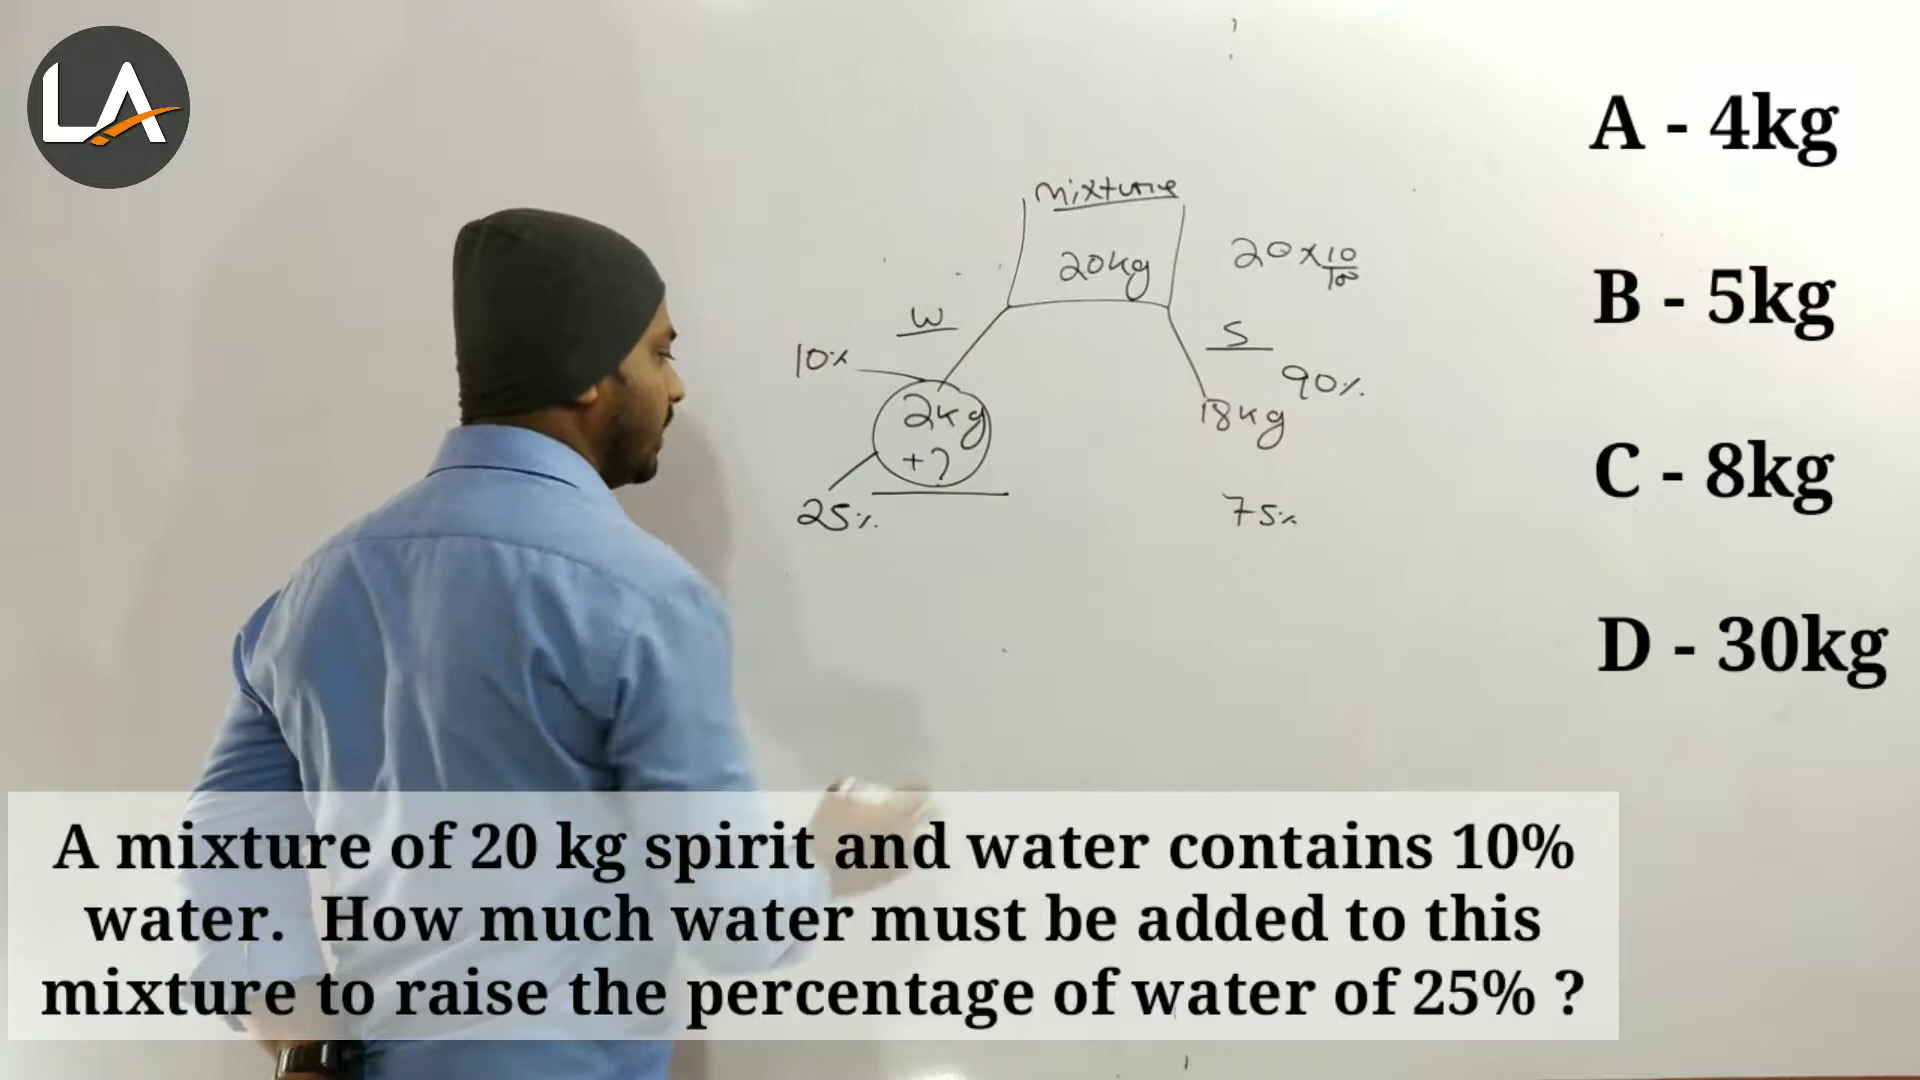 LA
mixture
20kg
20×10/100
W
S
10%
90%
2kg
+?
18kg
25%
75%
A - 4kg
B - 5kg
C - 8kg
D - 30kg
A mixture of 20 kg spirit and water contains 10%
water. How much water must be added to this
mixture to raise the percentage of water of 25% ?